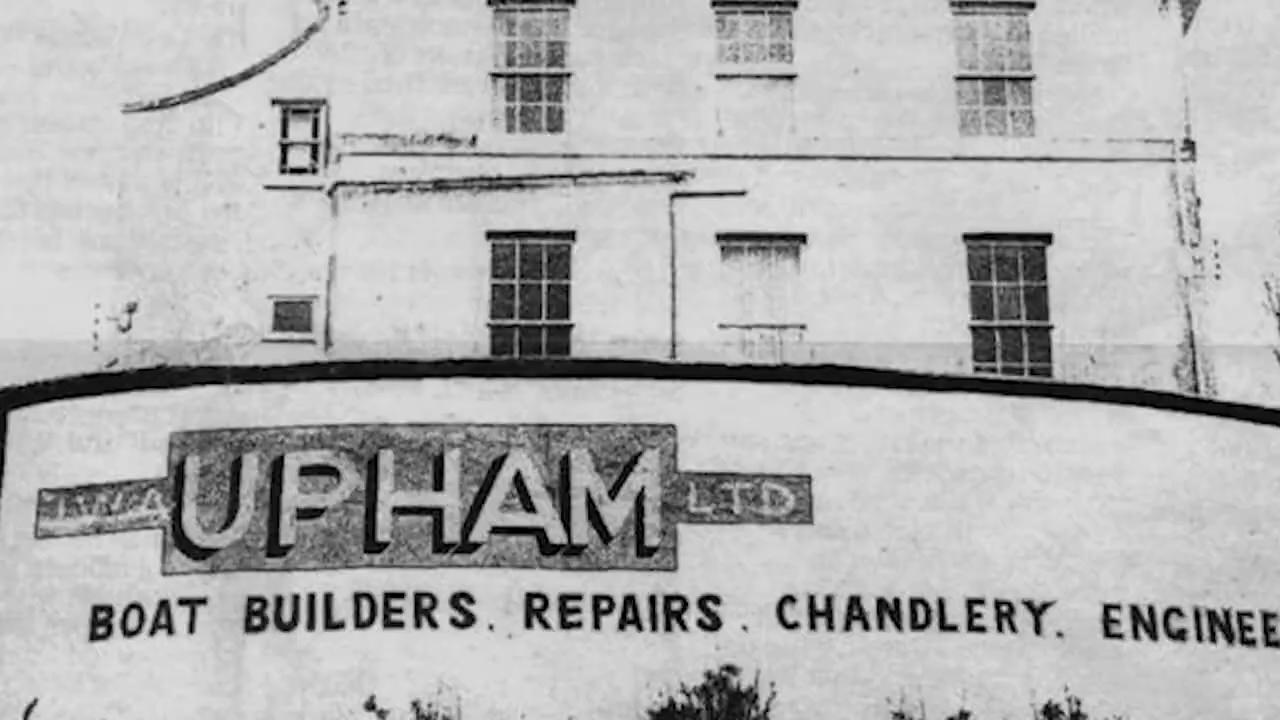 J.W.& A. UPHAM LTD
BOAT BUILDERS. REPAIRS. CHANDLERY. ENGINEE